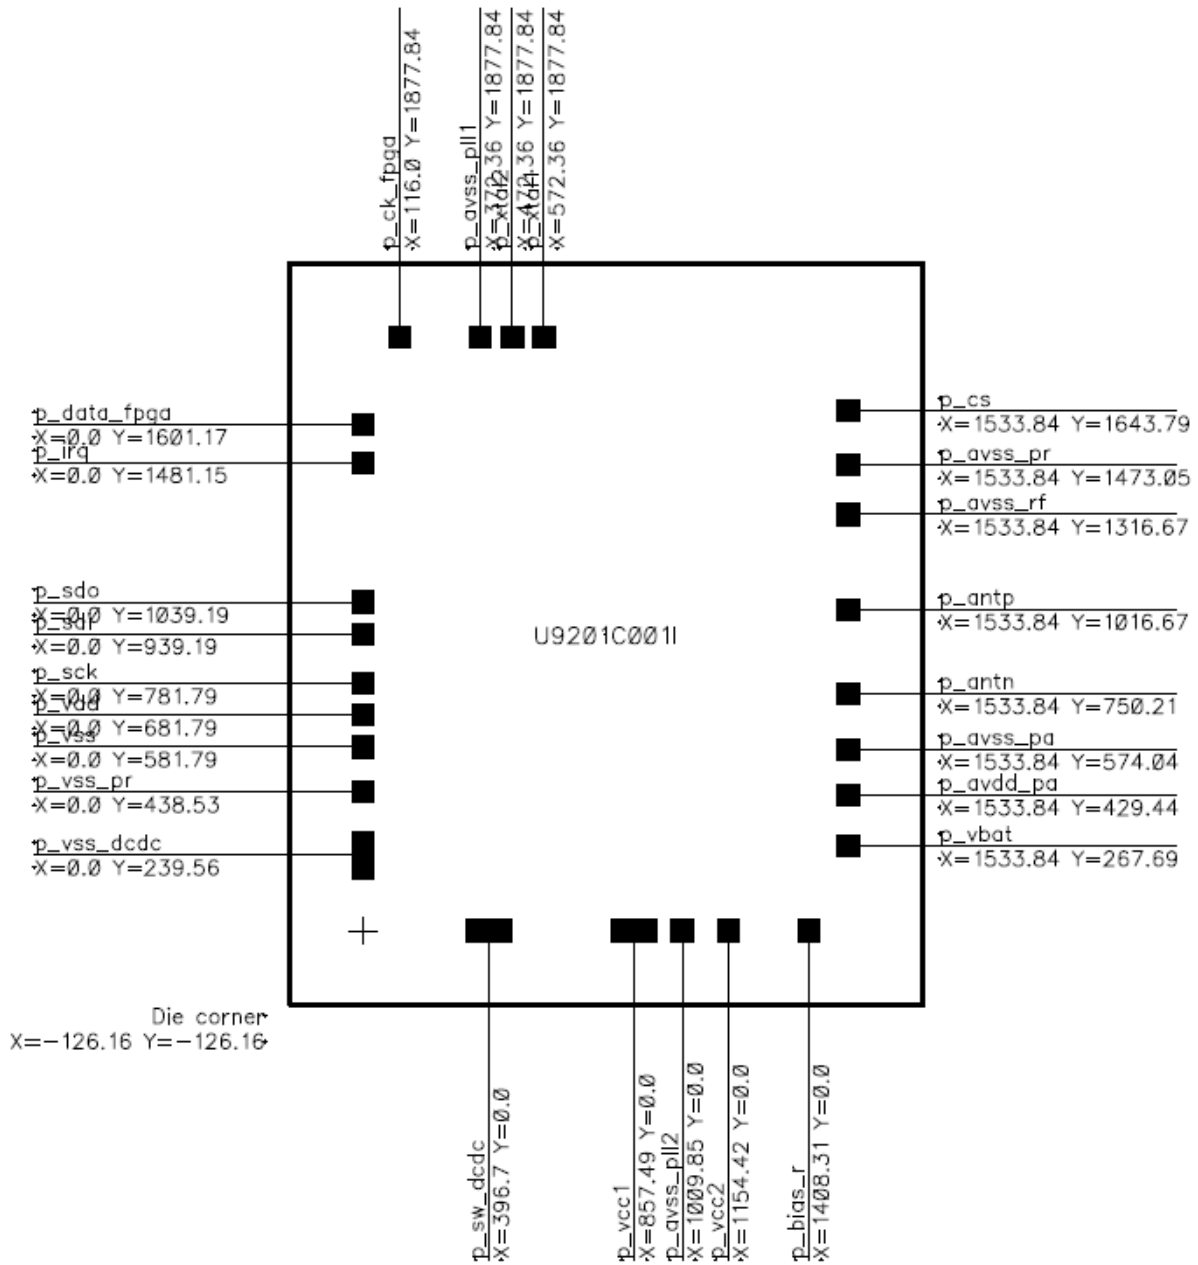 p_ck_fpga
X=116.0 Y=1877.84
p_avss_pll1
X=372.36 Y=1877.84
p_xtal2
X=472.36 Y=1877.84
p_xtal1
X=572.36 Y=1877.84
p_data_fpga
X=0.0 Y=1601.17
p_irq
X=0.0 Y=1481.15
p_sdo
X=0.0 Y=1039.19
p_sdi
X=0.0 Y=939.19
p_sck
X=0.0 Y=781.79
p_vdd
X=0.0 Y=681.79
p_vss
X=0.0 Y=581.79
p_vss_pr
X=0.0 Y=438.53
p_vss_dcdc
X=0.0 Y=239.56
U9201C001I
p_cs
X=1533.84 Y=1643.79
p_avss_pr
X=1533.84 Y=1473.05
p_avss_rf
X=1533.84 Y=1316.67
p_antp
X=1533.84 Y=1016.67
p_antn
X=1533.84 Y=750.21
p_avss_pa
X=1533.84 Y=574.04
p_avdd_pa
X=1533.84 Y=429.44
p_vbat
X=1533.84 Y=267.69
Die corner
X=-126.16 Y=-126.16
p_sw_dcdc
X=396.7 Y=0.0
p_vcc1
X=857.49 Y=0.0
p_avss_pll2
X=1009.85 Y=0.0
p_vcc2
X=1154.42 Y=0.0
p_bias_r
X=1408.31 Y=0.0